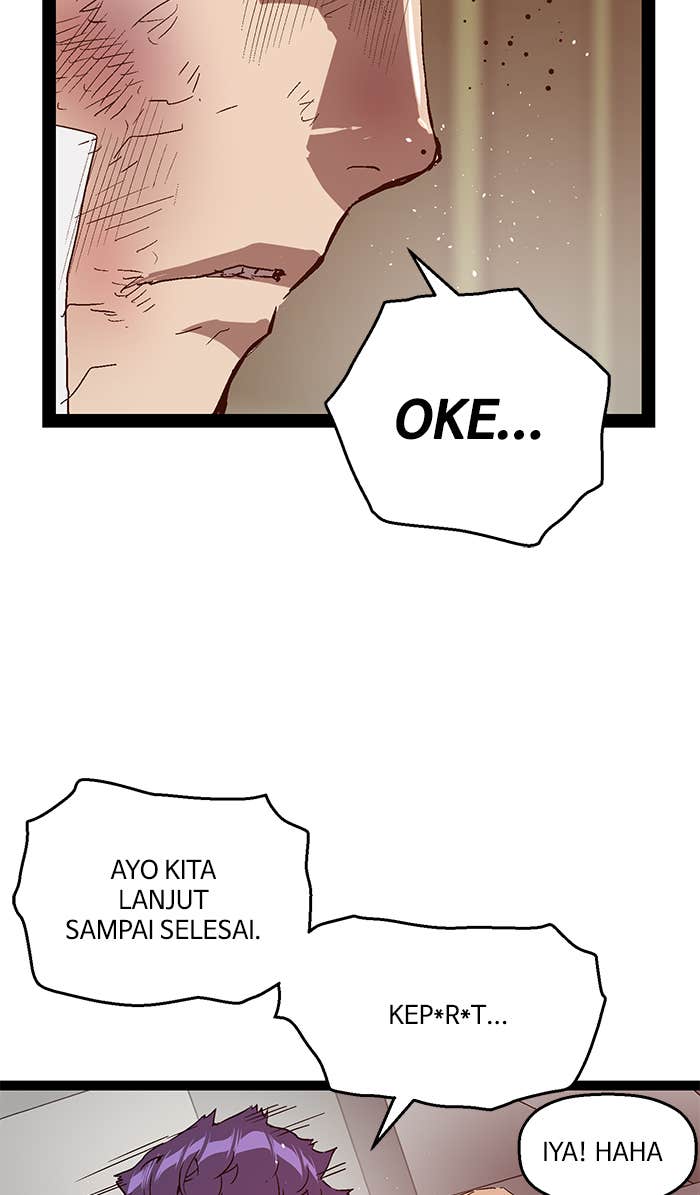 OKE...
AYO KITA
LANJUT
SAMPAI SELESAI.
KEP*R*T...
IYA! HAHA